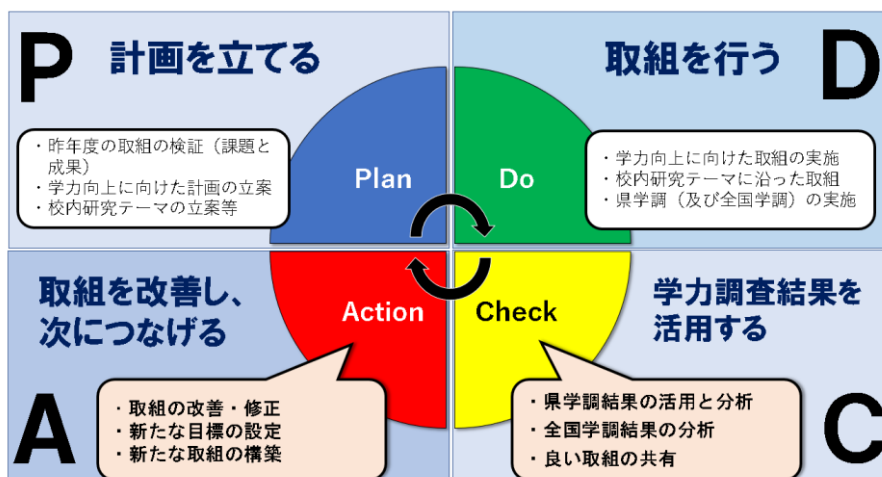 P
計画を立てる
・昨年度の取組の検証（課題と
成果）
・学力向上に向けた計画の立案
・校内研究テーマの立案等
Plan
取組を行う
D
・学力向上に向けた取組の実施
・校内研究テーマに沿った取組
・県学調（及び全国学調）の実施
Do
取組を改善し、
次につなげる
Action
A
・取組の改善・修正
・新たな目標の設定
・新たな取組の構築
Check
学力調査結果を
活用する
・県学調結果の活用と分析
・全国学調結果の分析
・良い取組の共有
C